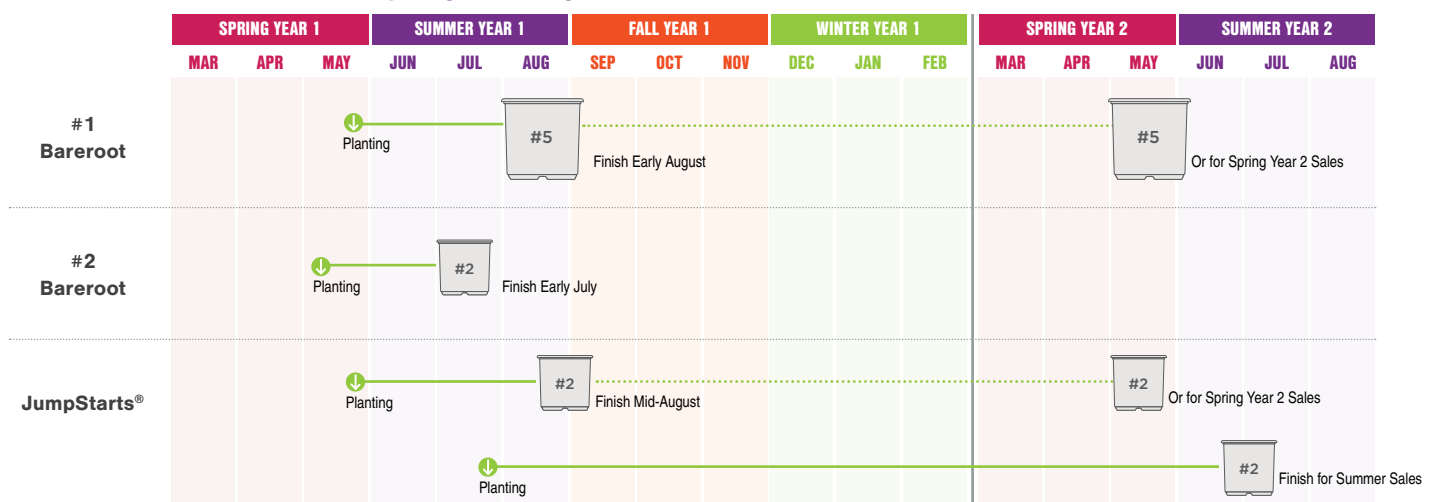 SPRING YEAR 1 SUMMER YEAR 1 FALL YEAR 1 WINTER YEAR 1 SPRING YEAR 2 SUMMER YEAR 2
MAR APR MAY JUN JUL AUG SEP OCT NOV DEC JAN FEB MAR APR MAY JUN JUL AUG
#1
Bareroot
Planting
#5
Finish Early August
#5
Or for Spring Year 2 Sales
#2
Bareroot
Planting
#2
Finish Early July
JumpStarts®
Planting
#2
Finish Mid-August
#2
Or for Spring Year 2 Sales
Planting
#2
Finish for Summer Sales